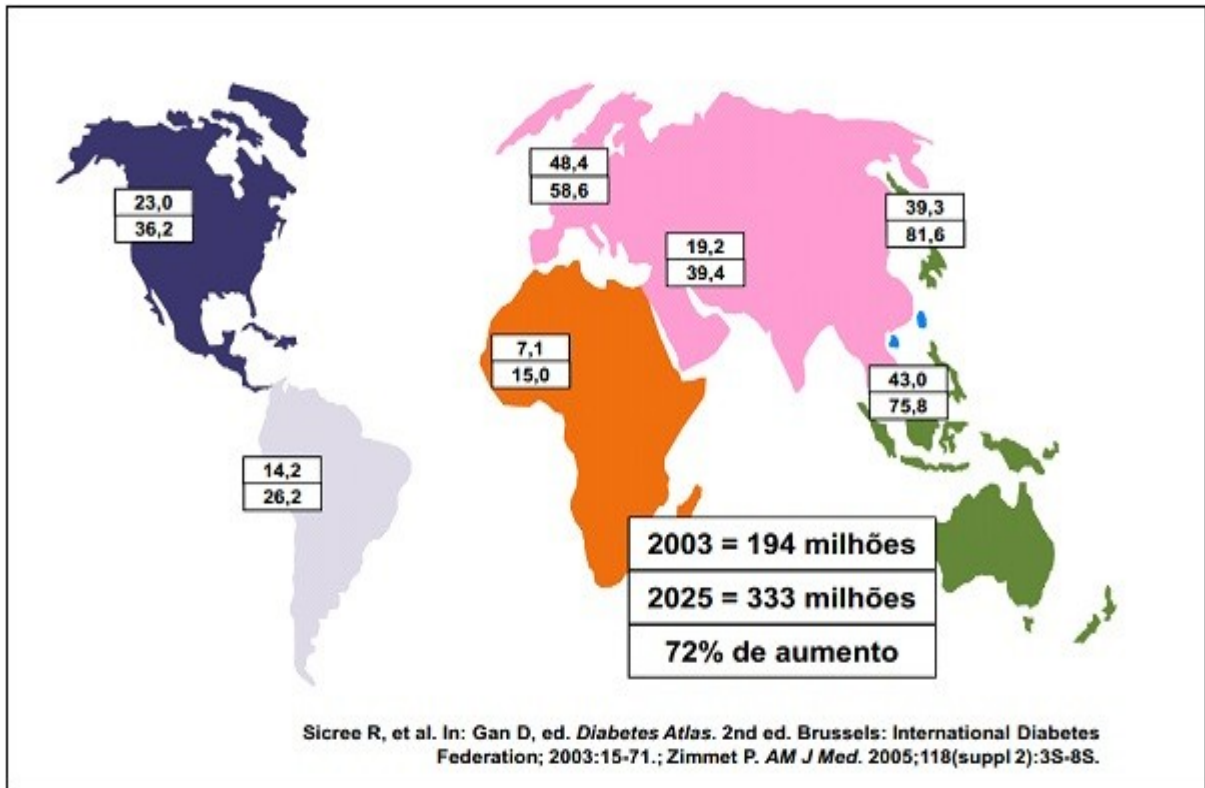 48,4
58,6
23,0
36,2
39,3
81,6
19,2
39,4
7,1
15,0
43,0
75,8
14,2
26,2
2003 = 194 milhões
2025 = 333 milhões
72% de aumento
Sicree R, et al. In: Gan D, ed. Diabetes Atlas. 2nd ed. Brussels: International Diabetes
Federation; 2003:15-71.; Zimmet P. AM J Med. 2005;118(suppl 2):3S-8S.